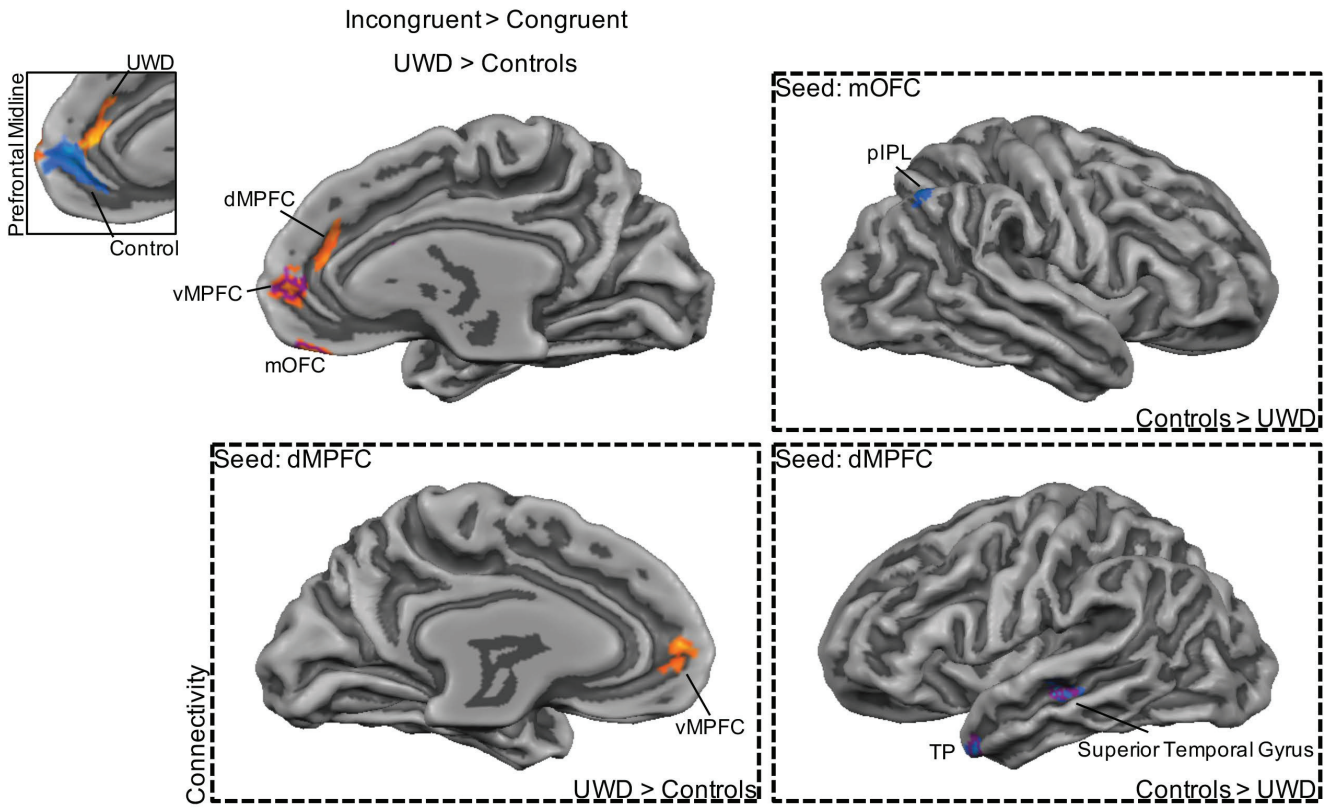 Incongruent > Congruent
UWD > Controls
Prefrontal Midline
UWD
Control
dMPFC
vMPFC
mOFC
Seed: mOFC
pIPL
Controls > UWD
Connectivity
Seed: dMPFC
vMPFC
UWD > Controls
Seed: dMPFC
TP
Superior Temporal Gyrus
Controls > UWD